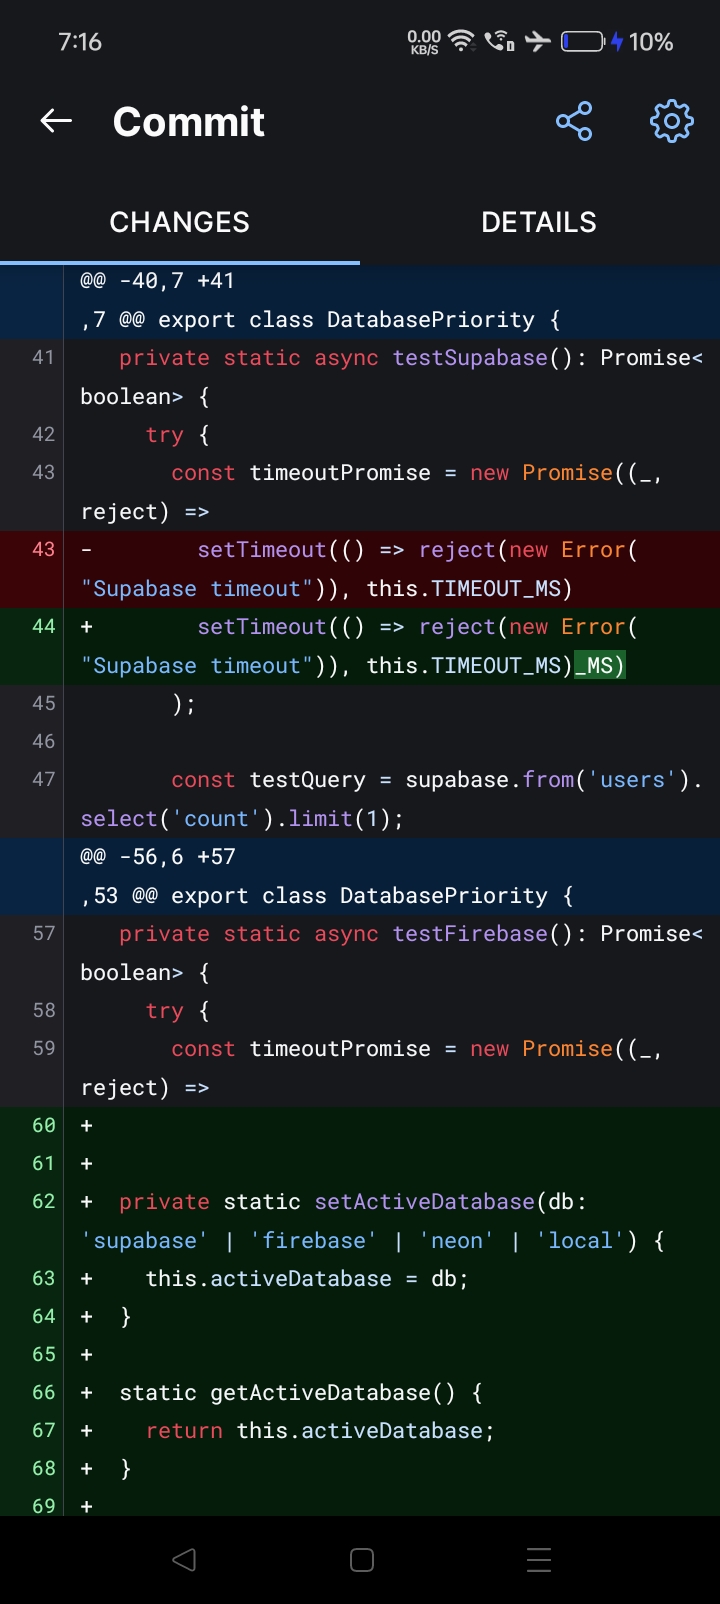 7:16
0.00 KB/S 10%
Commit
CHANGES DETAILS
@@ -40,7 +41
,7 @@ export class DatabasePriority {
41 private static async testSupabase(): Promise<
boolean> {
42 try {
43 const timeoutPromise = new Promise((_,
reject) =>
43 - setTimeout(() => reject(new Error(
"Supabase timeout")), this.TIMEOUT_MS)
44 + setTimeout(() => reject(new Error(
"Supabase timeout")), this.TIMEOUT_MS)_MS)
45 );
46
47 const testQuery = supabase.from('users').
select('count').limit(1);
@@ -56,6 +57
,53 @@ export class DatabasePriority {
57 private static async testFirebase(): Promise<
boolean> {
58 try {
59 const timeoutPromise = new Promise((_,
reject) =>
60 +
61 +
62 + private static setActiveDatabase(db:
'supabase' | 'firebase' | 'neon' | 'local') {
63 + this.activeDatabase = db;
64 + }
65 +
66 + static getActiveDatabase() {
67 + return this.activeDatabase;
68 + }
69 +